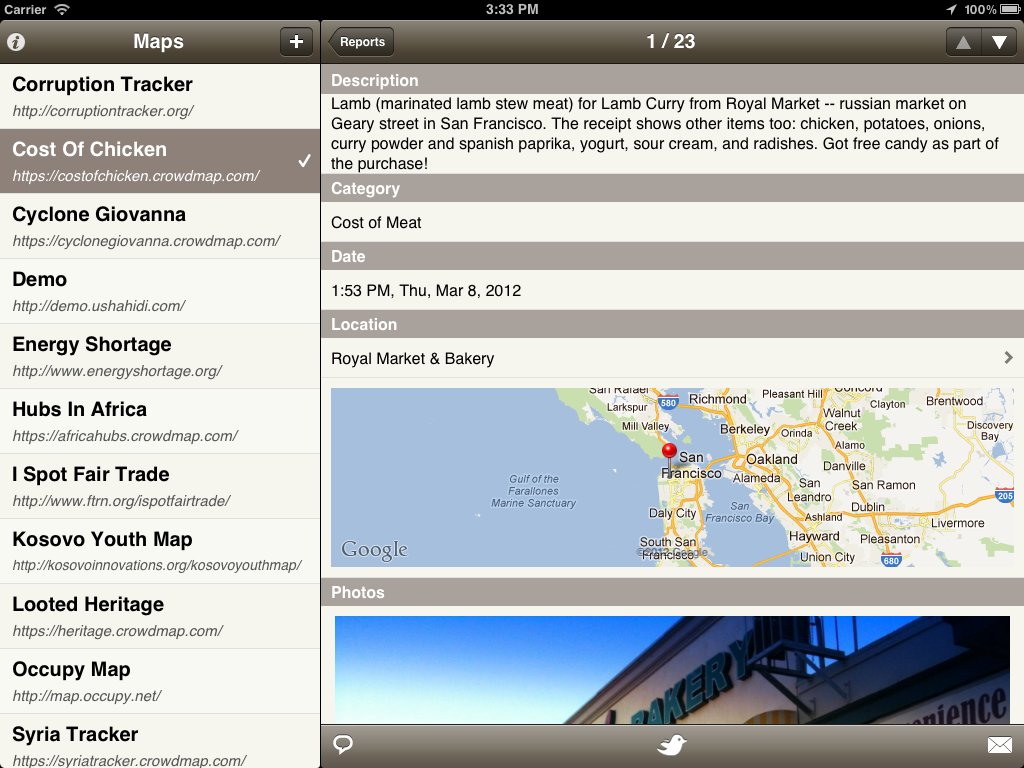 Carrier
3:33 PM
100%
Maps
+
Reports
1 / 23
Corruption Tracker
http://corruptiontracker.org/
Cost Of Chicken
https://costofchicken.crowdmap.com/
Cyclone Giovanna
https://cyclonegiovanna.crowdmap.com/
Demo
http://demo.ushahidi.com/
Energy Shortage
http://www.energyshortage.org/
Hubs In Africa
https://africahubs.crowdmap.com/
I Spot Fair Trade
http://www.ftrn.org/ispotfairtrade/
Kosovo Youth Map
http://kosovoinnovations.org/kosovoyouthmap/
Looted Heritage
https://heritage.crowdmap.com/
Occupy Map
http://map.occupy.net/
Syria Tracker
https://syriatracker.crowdmap.com/
Description
Lamb (marinated lamb stew meat) for Lamb Curry from Royal Market -- russian market on
Geary street in San Francisco. The receipt shows other items too: chicken, potatoes, onions,
curry powder and spanish paprika, yogurt, sour cream, and radishes. Got free candy as part of
the purchase!
Category
Cost of Meat
Date
1:53 PM, Thu, Mar 8, 2012
Location
Royal Market & Bakery
San Rafael
Larkspur
580
Richmond
Pleasant Hill
Concord
Clayton
Brentwood
Mill Valley
Berkeley
Orinda
Walnut
Creek
Discovery
Bay
Alamo
San
Francisco
Oakland
Danville
Alameda
San
Leandro
San Ramon
Gulf of the
Farallones
Marine Sanctuary
205
Daly City
San
Francisco Bay
Dublin
Ashland
Livermore
Hayward
Pleasanton
South San
Francisco
©2012 Google
Union City
680
Google
Photos
BAKERY
enience